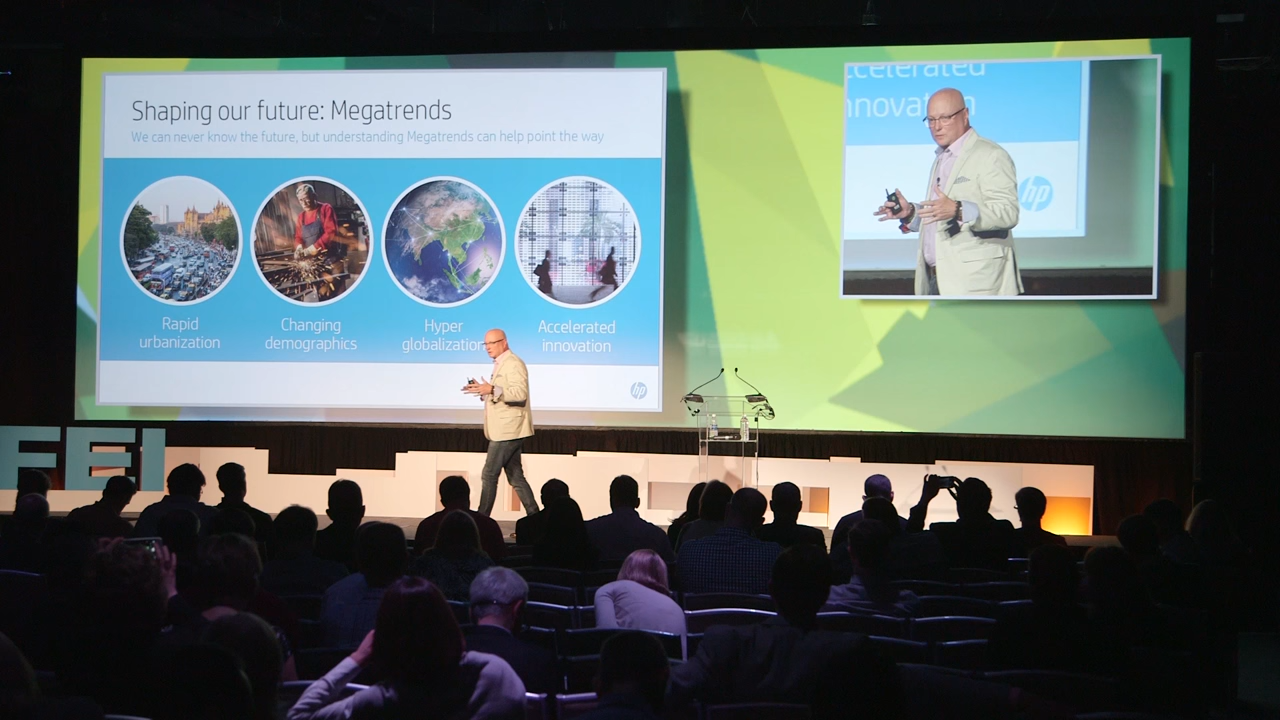 Shaping our future: Megatrends
We can never know the future, but understanding Megatrends can help point the way
Rapid
urbanization
Changing
demographics
Hyper
globalization
Accelerated
innovation
hp
ccelerated
nnovation
hp
FEI